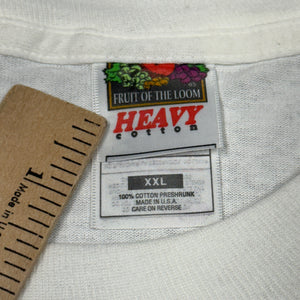 FRUIT OF THE LOOM
HEAVY
cotton
XXL
100% COTTON PRESHRUNK
MADE IN U.S.A.
CARE ON REVERSE
1
Made in U